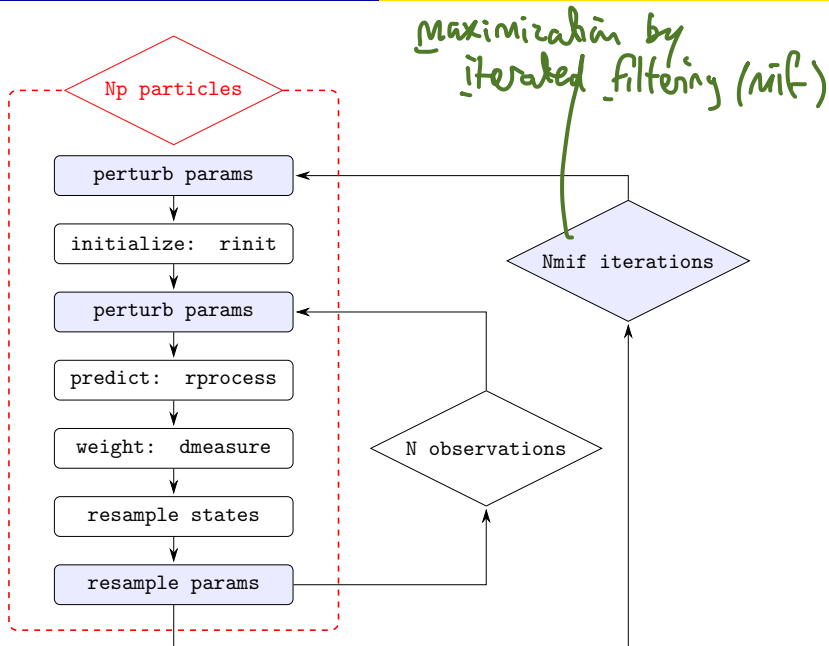 maximization by
iterated filtering (mif)
Np particles
perturb params
initialize: rinit
Nmif iterations
perturb params
predict: rprocess
weight: dmeasure
N observations
resample states
resample params